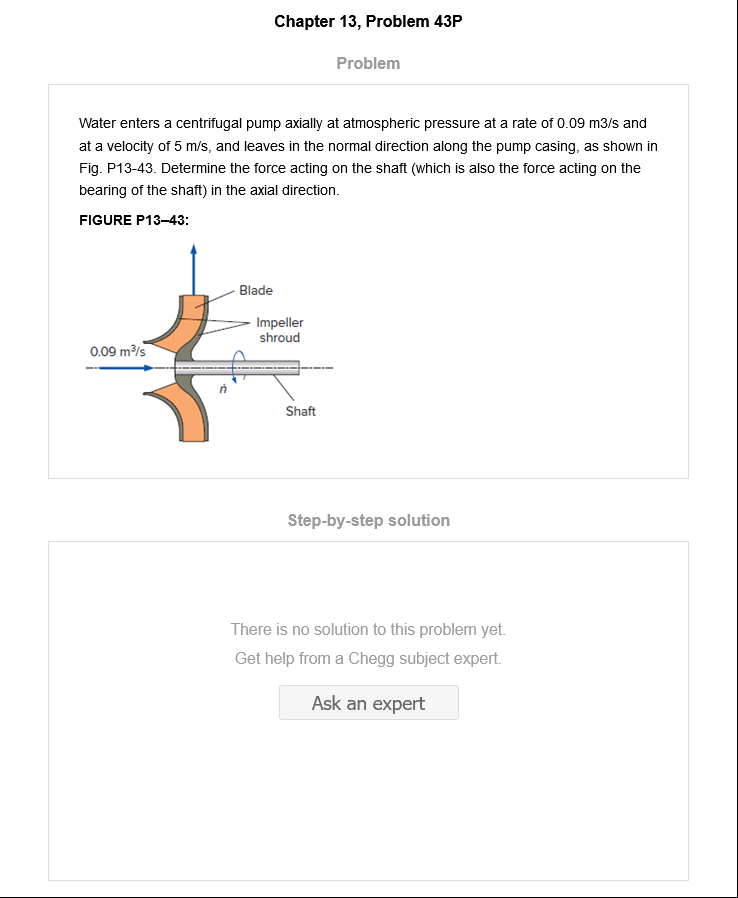 Chapter 13, Problem 43P
Problem
Water enters a centrifugal pump axially at atmospheric pressure at a rate of 0.09 m3/s and
at a velocity of 5 m/s, and leaves in the normal direction along the pump casing, as shown in
Fig. P13-43. Determine the force acting on the shaft (which is also the force acting on the
bearing of the shaft) in the axial direction.
FIGURE P13–43:
Blade
Impeller
shroud
0.09 m³/s
ṅ
Shaft
Step-by-step solution
There is no solution to this problem yet.
Get help from a Chegg subject expert.
Ask an expert